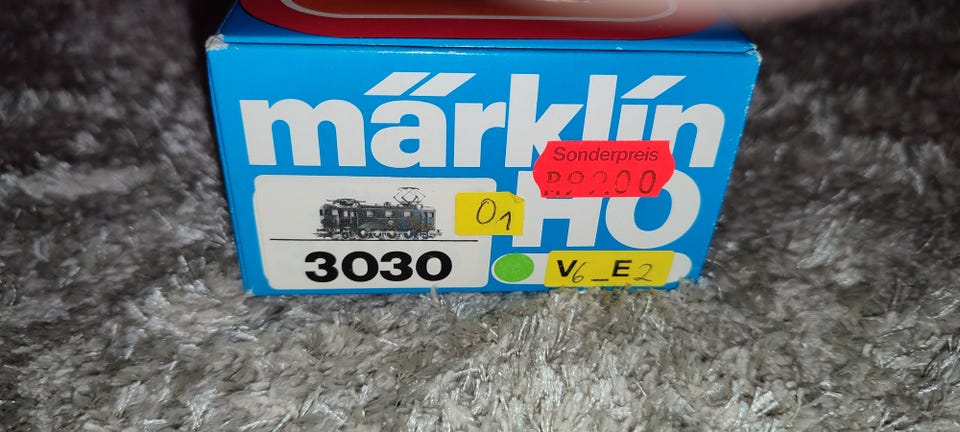 märklin
Sonderpreis
HO
01
3030
V6_E2